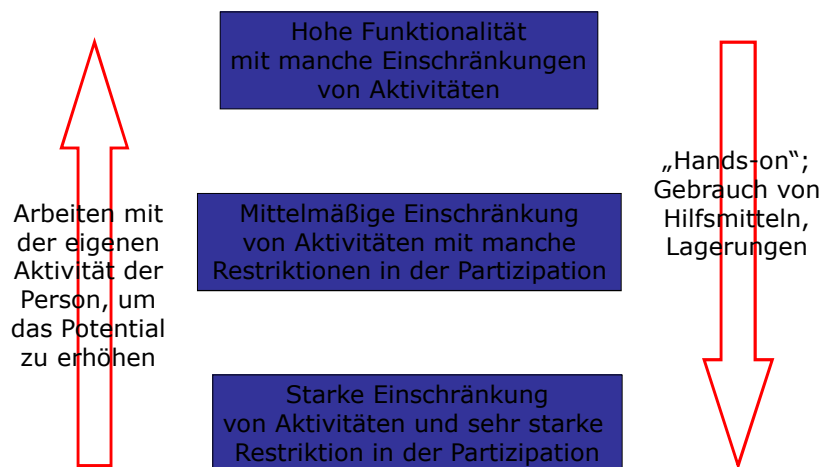 Hohe Funktionalität
mit manche Einschränkungen
von Aktivitäten
Arbeiten mit
der eigenen
Aktivität der
Person, um
das Potential
zu erhöhen
Mittelmäßige Einschränkung
von Aktivitäten mit manche
Restriktionen in der Partizipation
„Hands-on“;
Gebrauch von
Hilfsmitteln,
Lagerungen
Starke Einschränkung
von Aktivitäten und sehr starke
Restriktion in der Partizipation